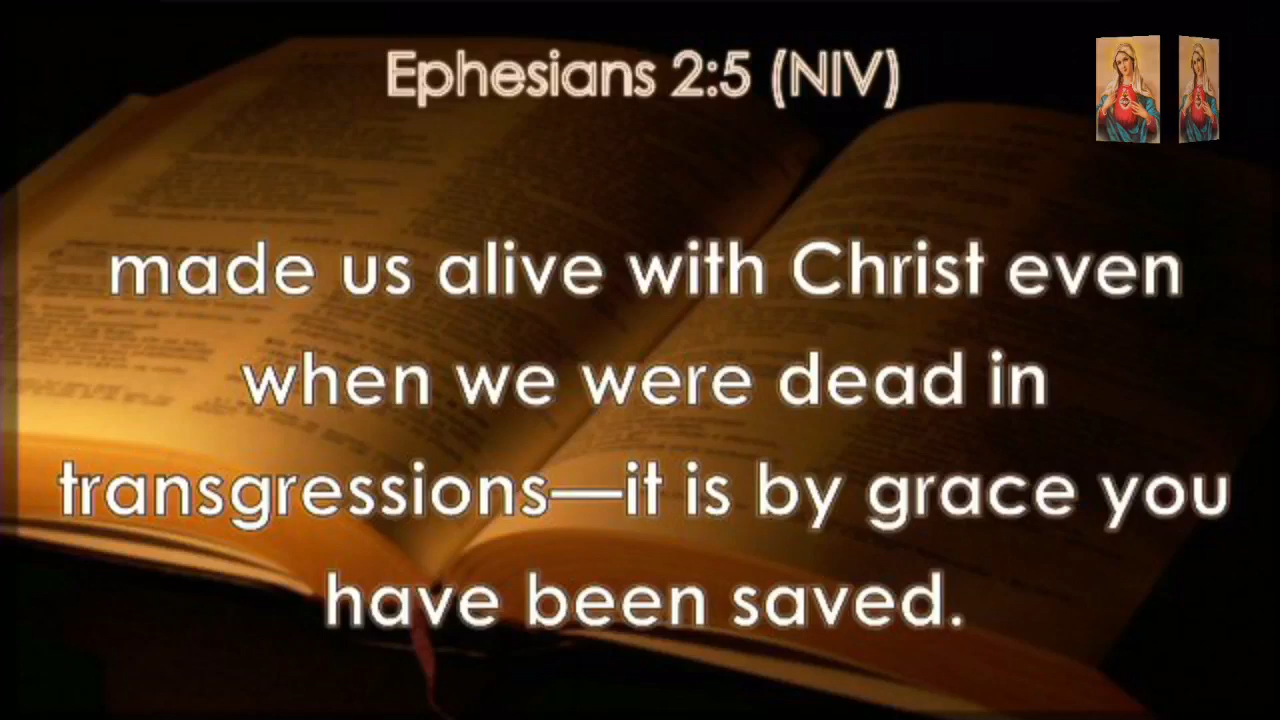 Ephesians 2:5 (NIV)
made us alive with Christ even
when we were dead in
transgressions—it is by grace you
have been saved.